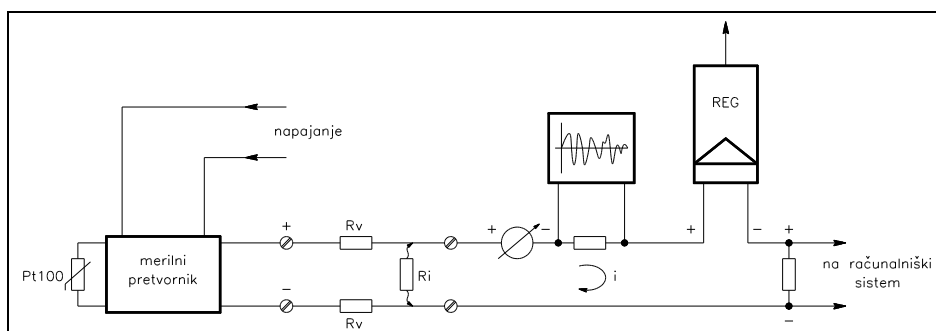 REG
napajanje
+
Rv
+
-
+
-
+
Pt100
merilni
pretvornik
Ri
i
na računalniški
sistem
-
Rv
-